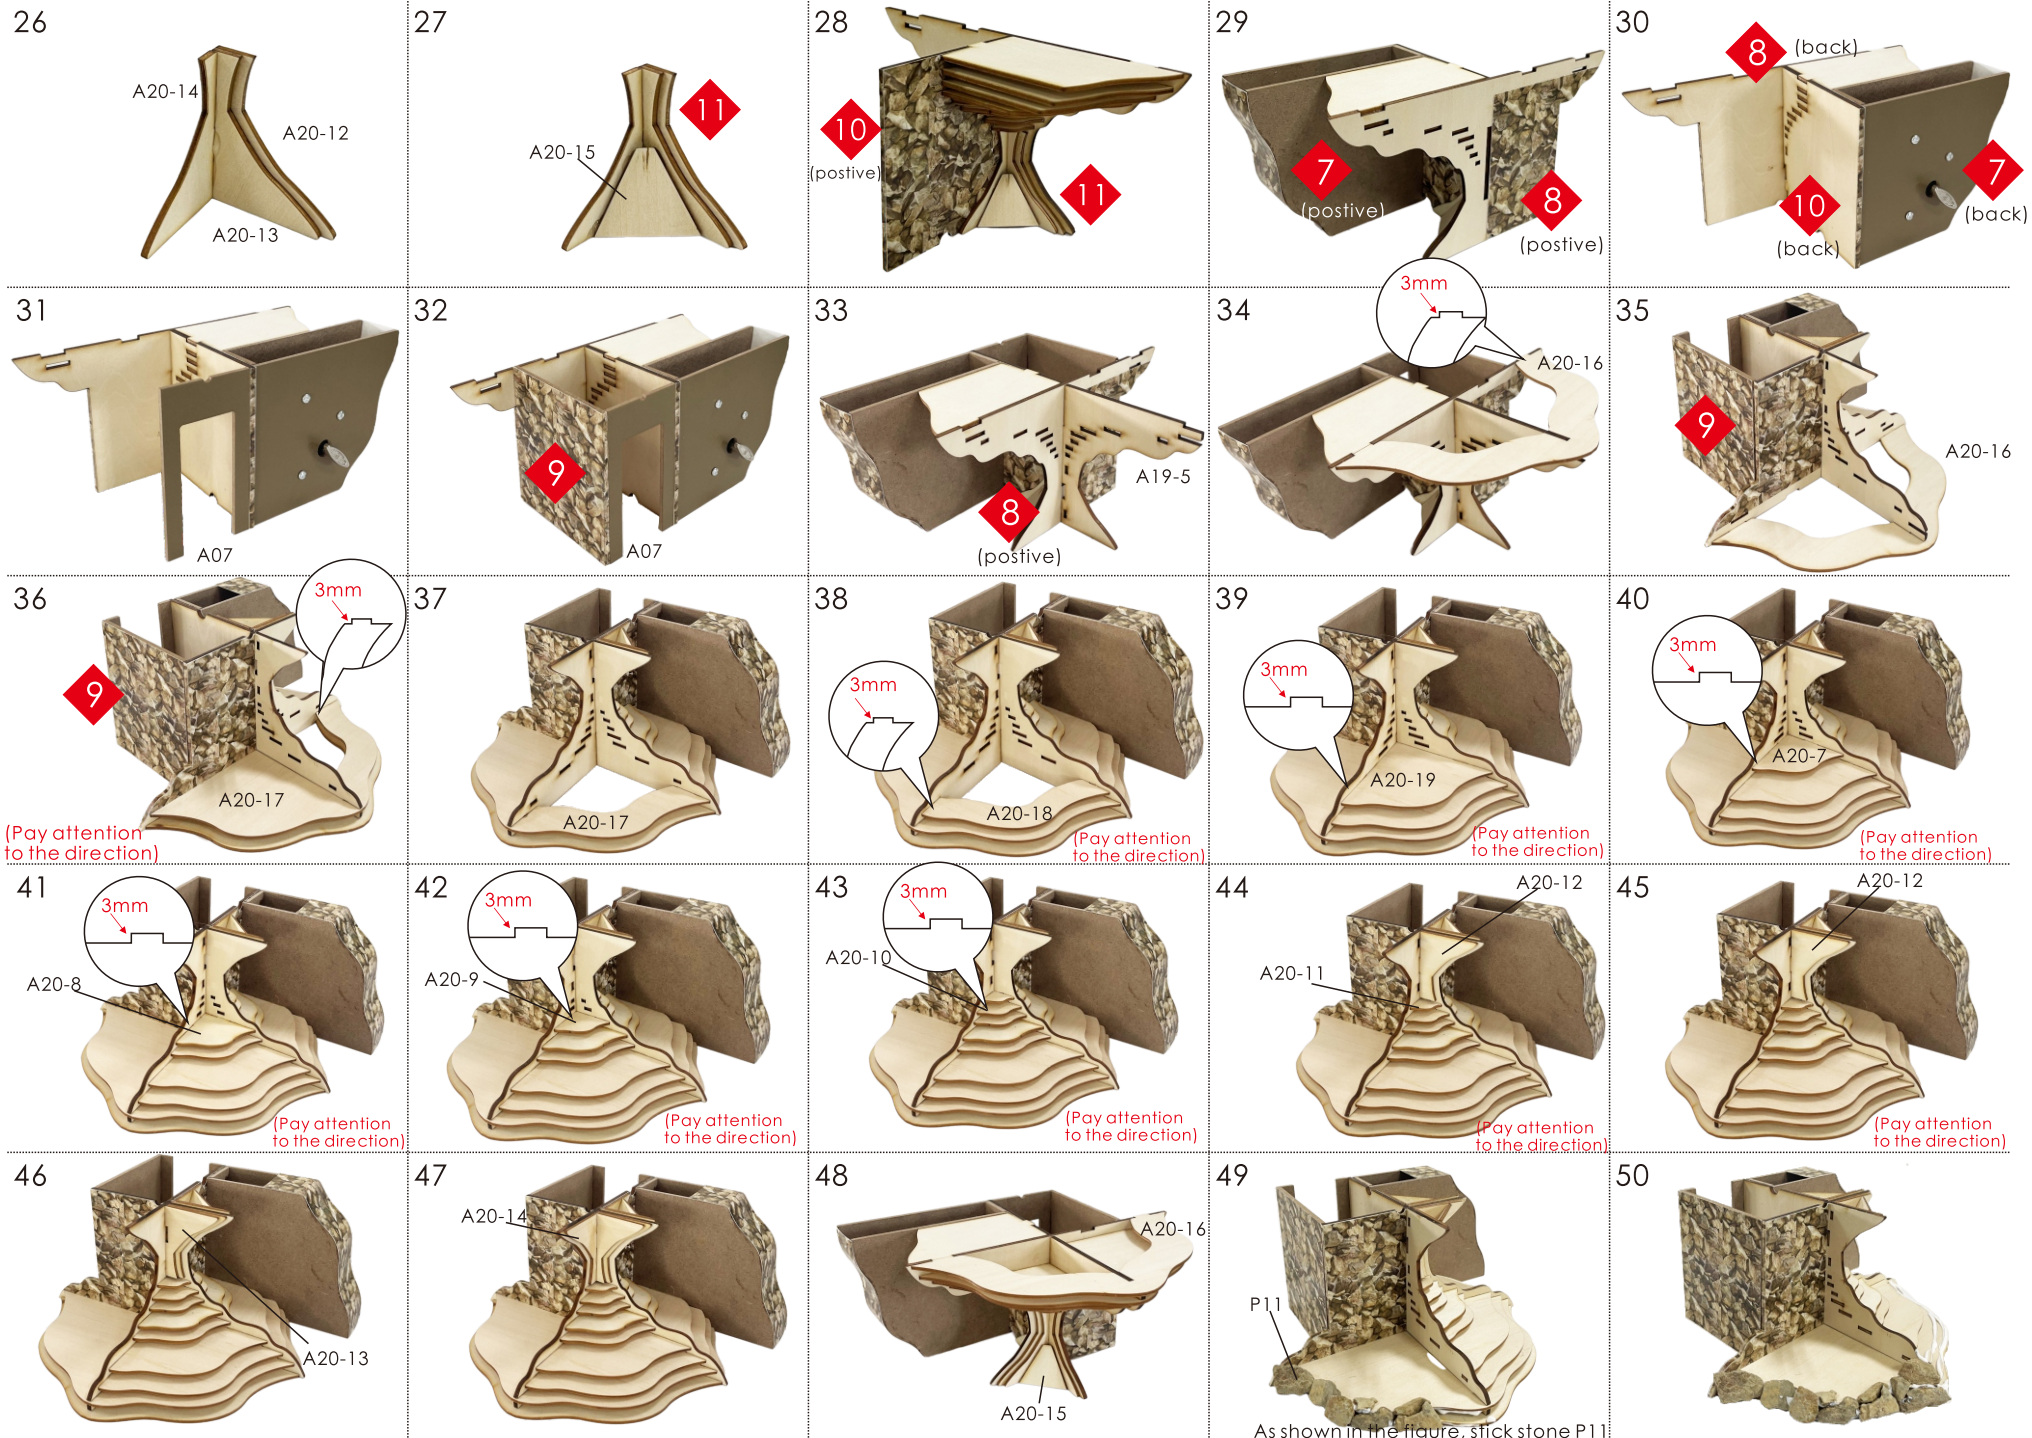 26
A20-14
A20-12
A20-13
27
A20-15
11
28
10
(postive)
11
29
7
(postive)
8
(postive)
30
8
(back)
10
(back)
7
(back)
31
A07
32
9
A07
33
A19-5
8
(postive)
34
3mm
A20-16
35
9
A20-16
36
3mm
9
A20-17
(Pay attention
to the direction)
37
A20-17
38
3mm
A20-18
(Pay attention
to the direction)
39
3mm
A20-19
(Pay attention
to the direction)
40
3mm
A20-7
(Pay attention
to the direction)
41
3mm
A20-8
(Pay attention
to the direction)
42
3mm
A20-9
(Pay attention
to the direction)
43
3mm
A20-10
(Pay attention
to the direction)
44
A20-12
A20-11
(Pay attention
to the direction)
45
A20-12
(Pay attention
to the direction)
46
A20-13
47
A20-14
48
A20-16
A20-15
49
P11
As shown in the figure, stick stone P11
50